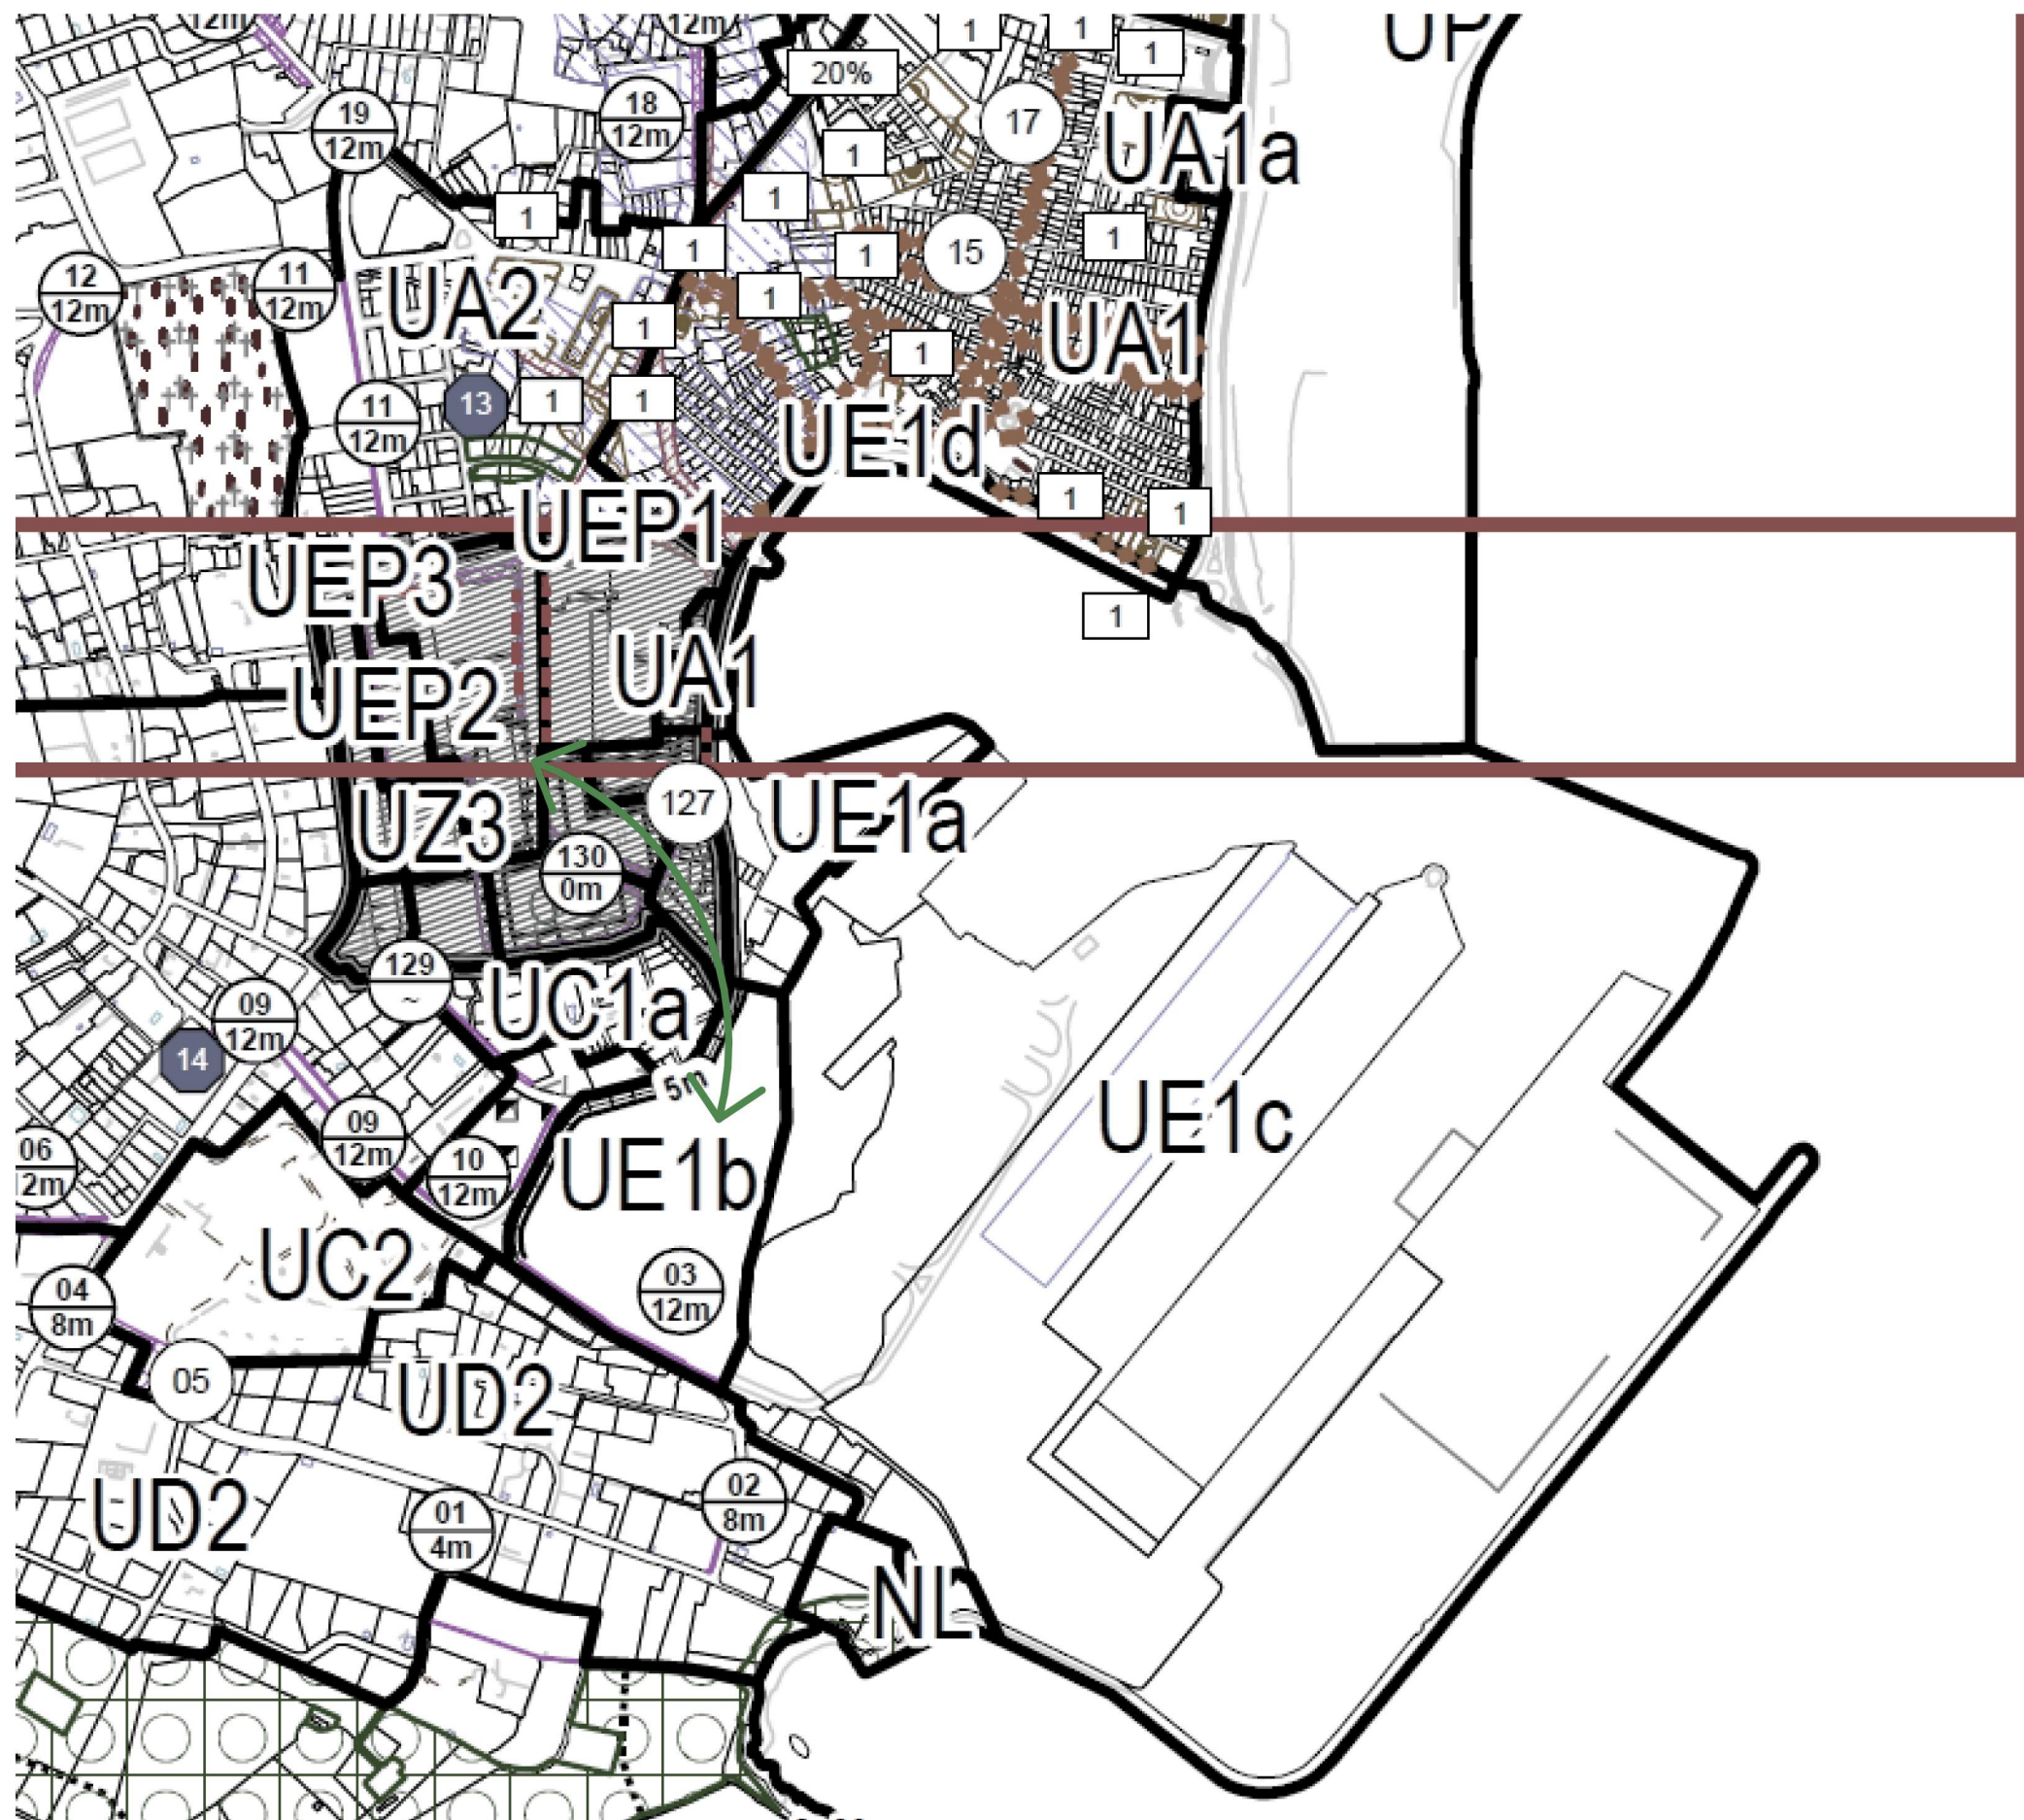 12m
12m
1
1
1
UP
20%
19
12m
18
12m
17
UA1a
1
1
1
1
1
15
1
12
12m
11
12m
UA2
1
1
UA1
1
11
12m
13
1
1
UE1d
1
1
UEP1
UEP3
1
UA1
UEP2
127
UE1a
UZ3
130
0m
129
~
UC1a
09
12m
14
5m
UE1c
09
12m
06
12m
10
12m
UE1b
UC2
03
12m
04
8m
05
UD2
UD2
02
8m
01
4m
NL